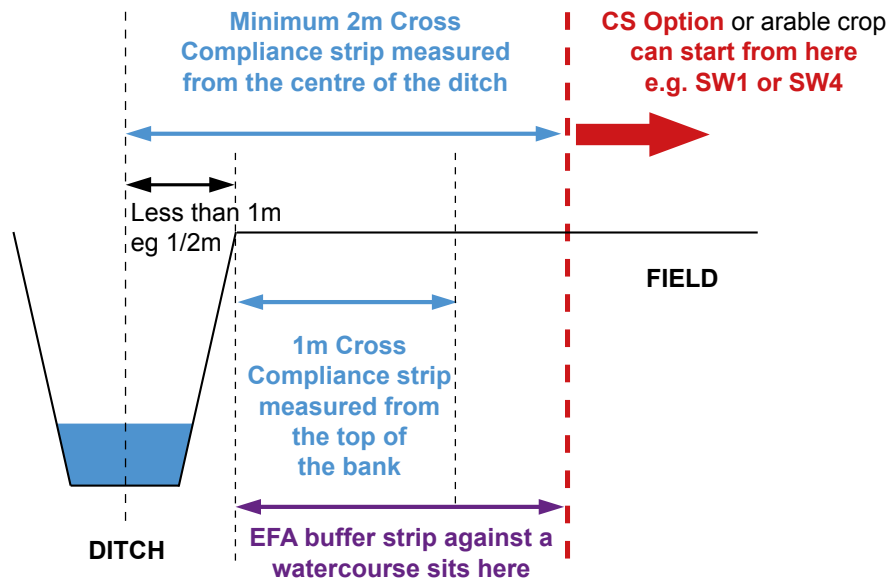 Minimum 2m Cross
Compliance strip measured
from the centre of the ditch
CS Option or arable crop
can start from here
e.g. SW1 or SW4
Less than 1m
eg 1/2m
FIELD
1m Cross
Compliance strip
measured from
the top of
the bank
DITCH
EFA buffer strip against a
watercourse sits here